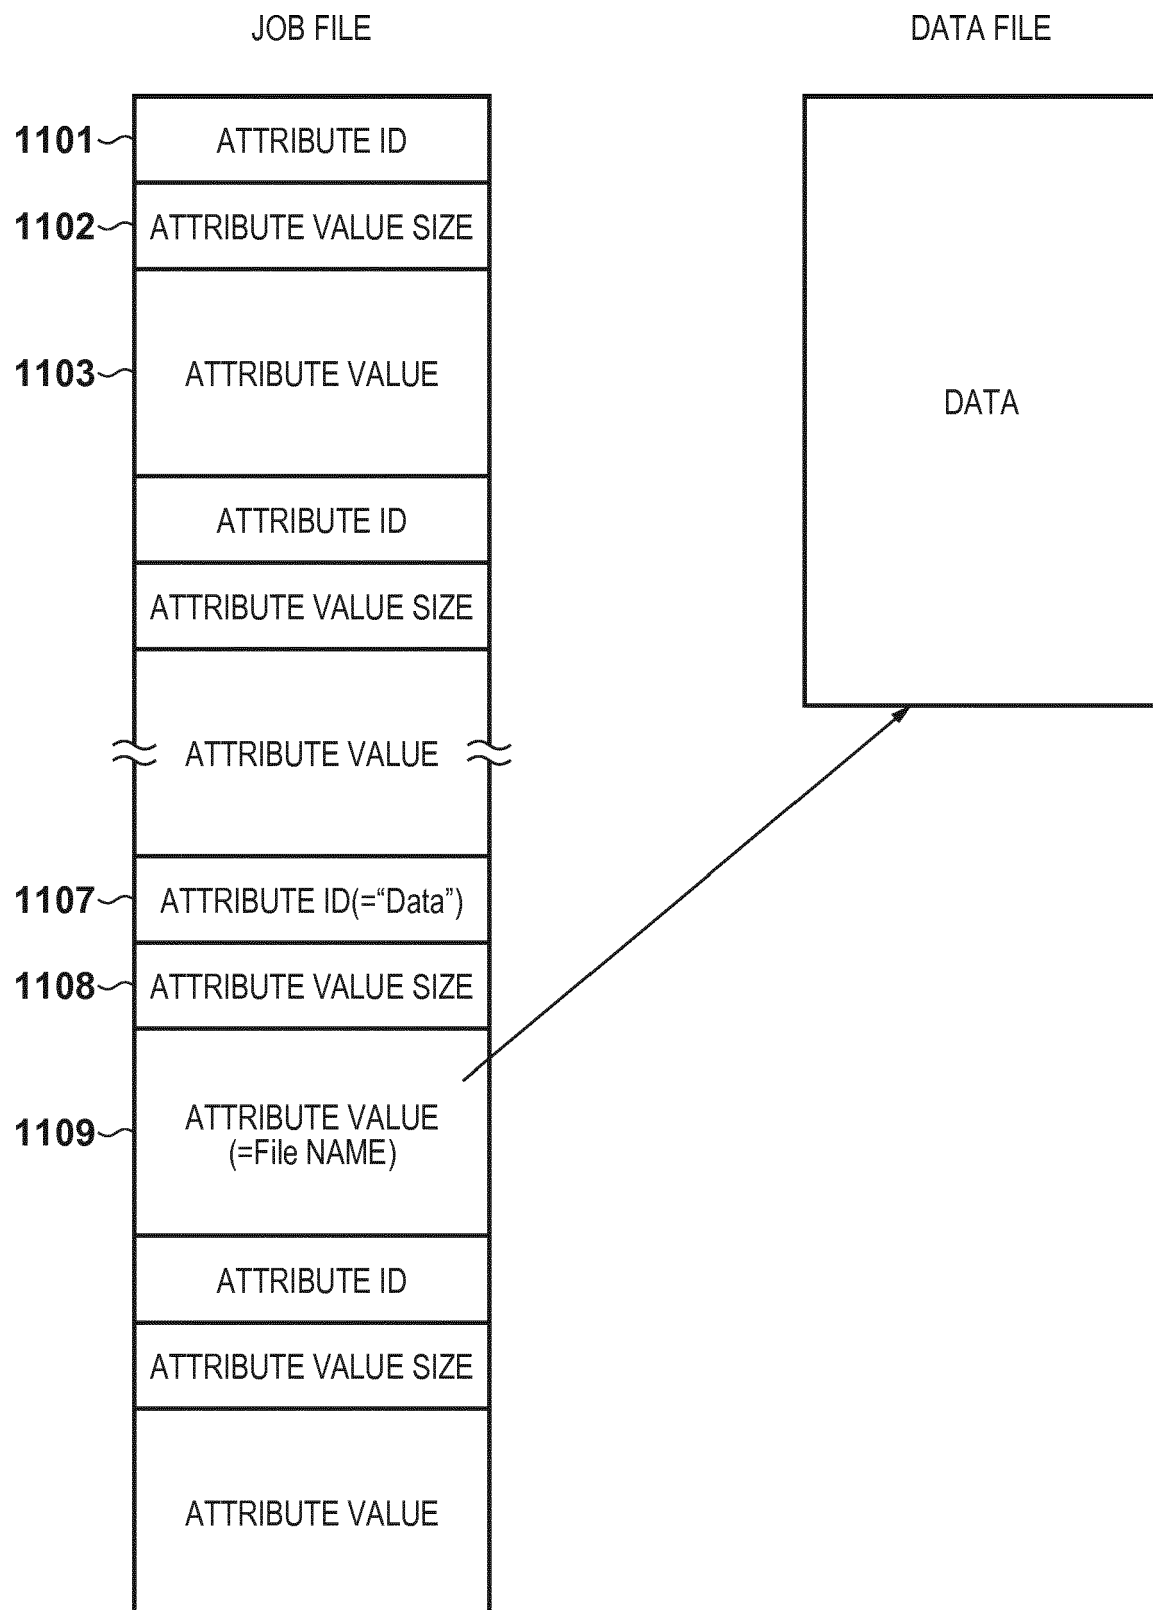 JOB FILE
DATA FILE
1101
ATTRIBUTE ID
1102
ATTRIBUTE VALUE SIZE
1103
ATTRIBUTE VALUE
DATA
ATTRIBUTE ID
ATTRIBUTE VALUE SIZE
ATTRIBUTE VALUE
1107
ATTRIBUTE ID(=“Data”)
1108
ATTRIBUTE VALUE SIZE
1109
ATTRIBUTE VALUE
(=File NAME)
ATTRIBUTE ID
ATTRIBUTE VALUE SIZE
ATTRIBUTE VALUE